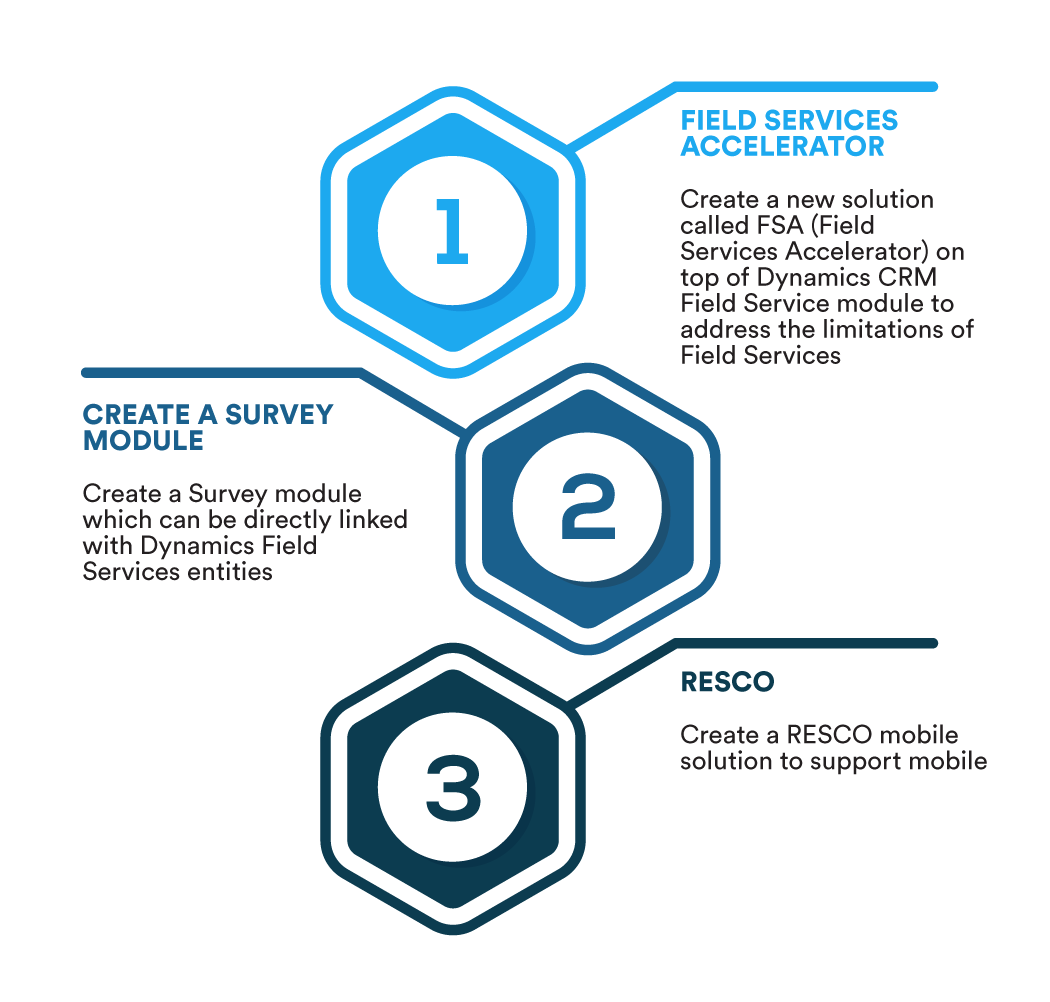 1
FIELD SERVICES
ACCELERATOR
Create a new solution
called FSA (Field
Services Accelerator) on
top of Dynamics CRM
Field Service module to
address the limitations of
Field Services
2
CREATE A SURVEY
MODULE
Create a Survey module
which can be directly linked
with Dynamics Field
Services entities
3
RESCO
Create a RESCO mobile
solution to support mobile